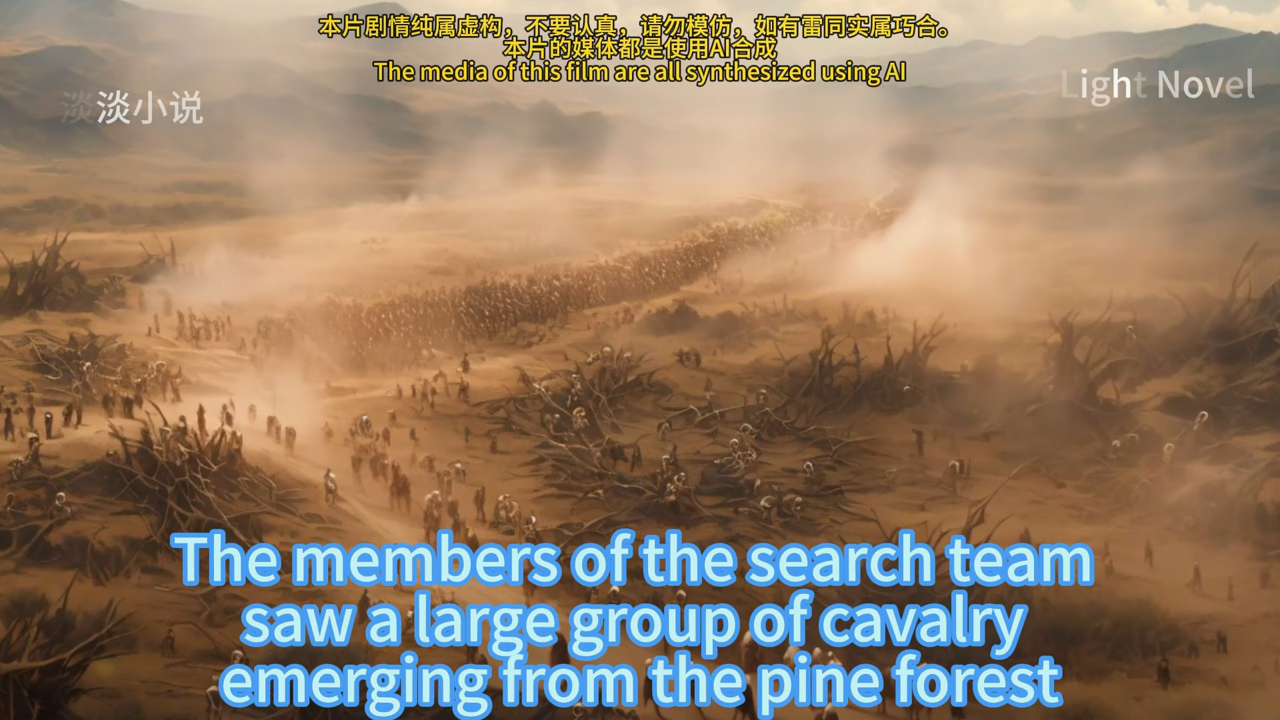 本片剧情纯属虚构，不要认真，请勿模仿，如有雷同实属巧合。
本片的媒体都是使用AI合成
The media of this film are all synthesized using AI
淡淡小说
Light Novel
The members of the search team
saw a large group of cavalry
emerging from the pine forest